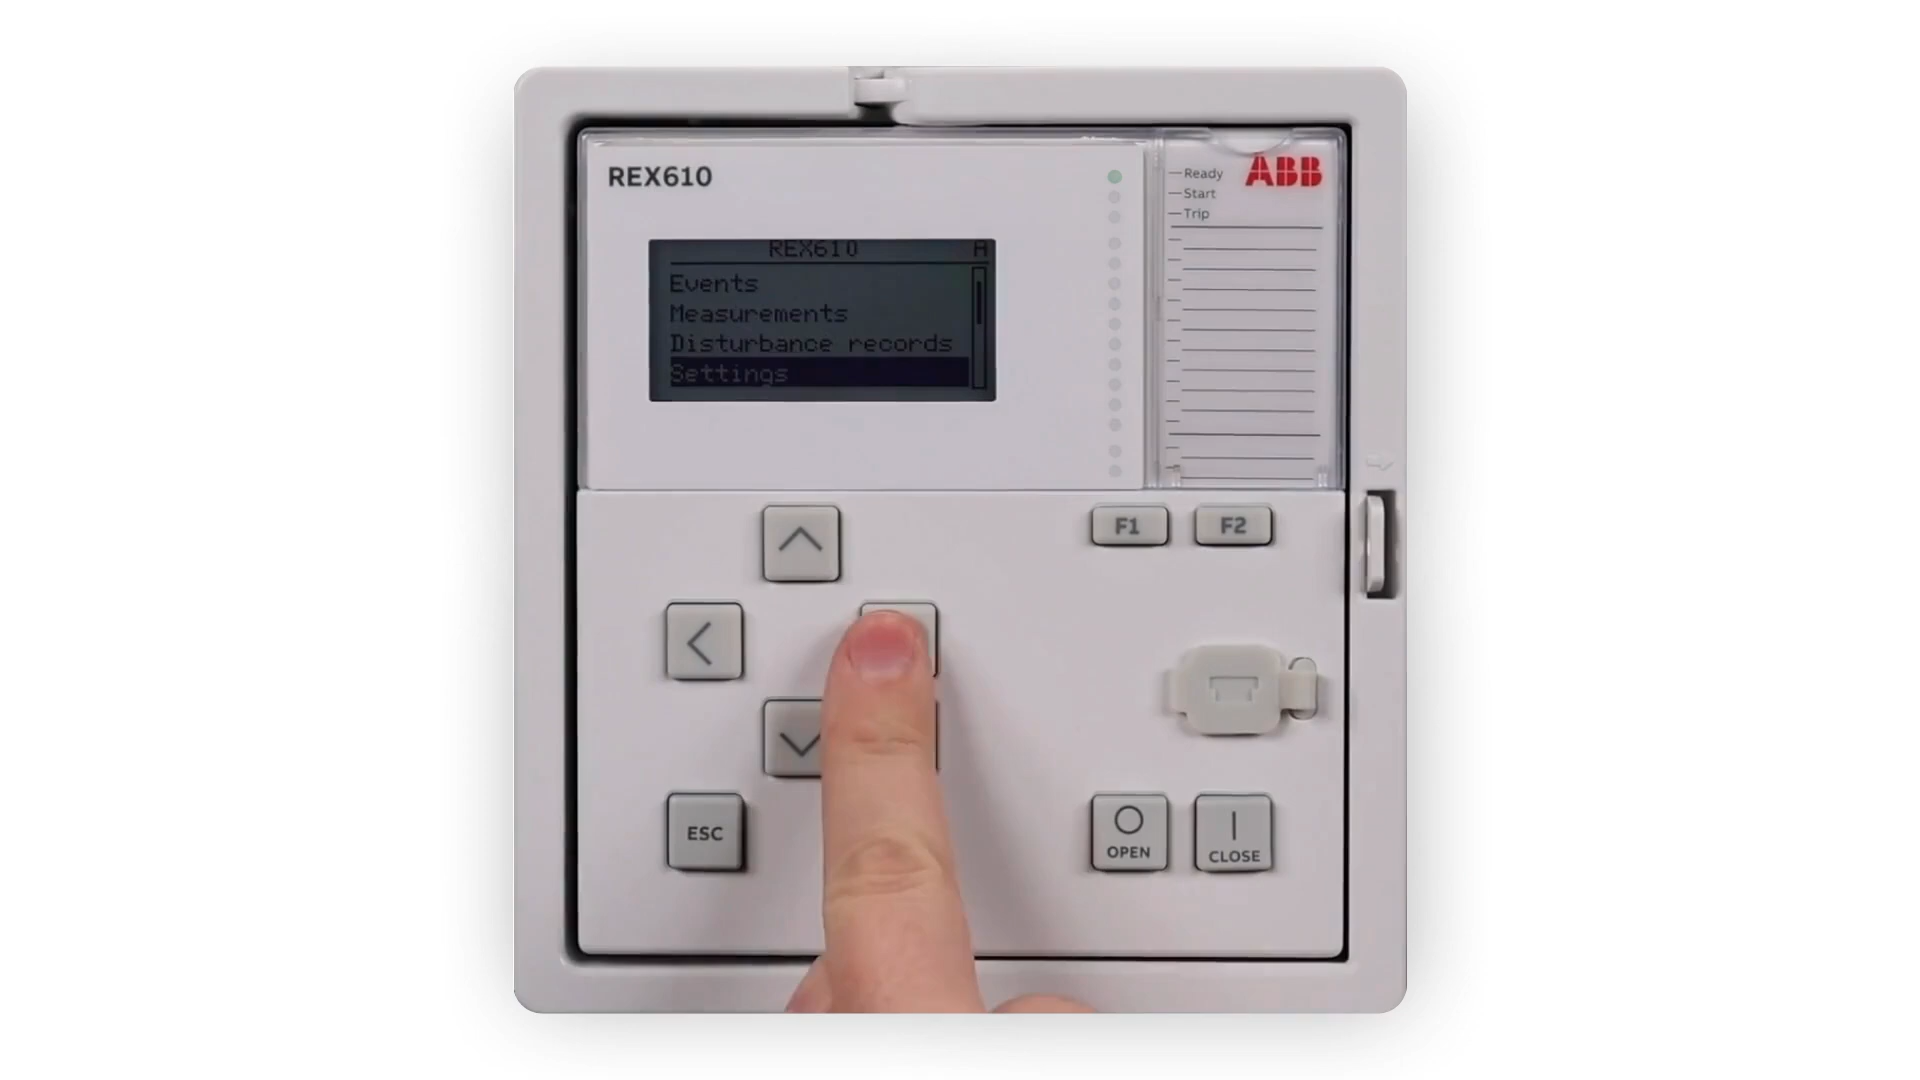 REX610
REX610 A
Events
Measurements
Disturbance records
Settings
Ready
Start
Trip
ABB
F1
F2
ESC
OPEN
CLOSE